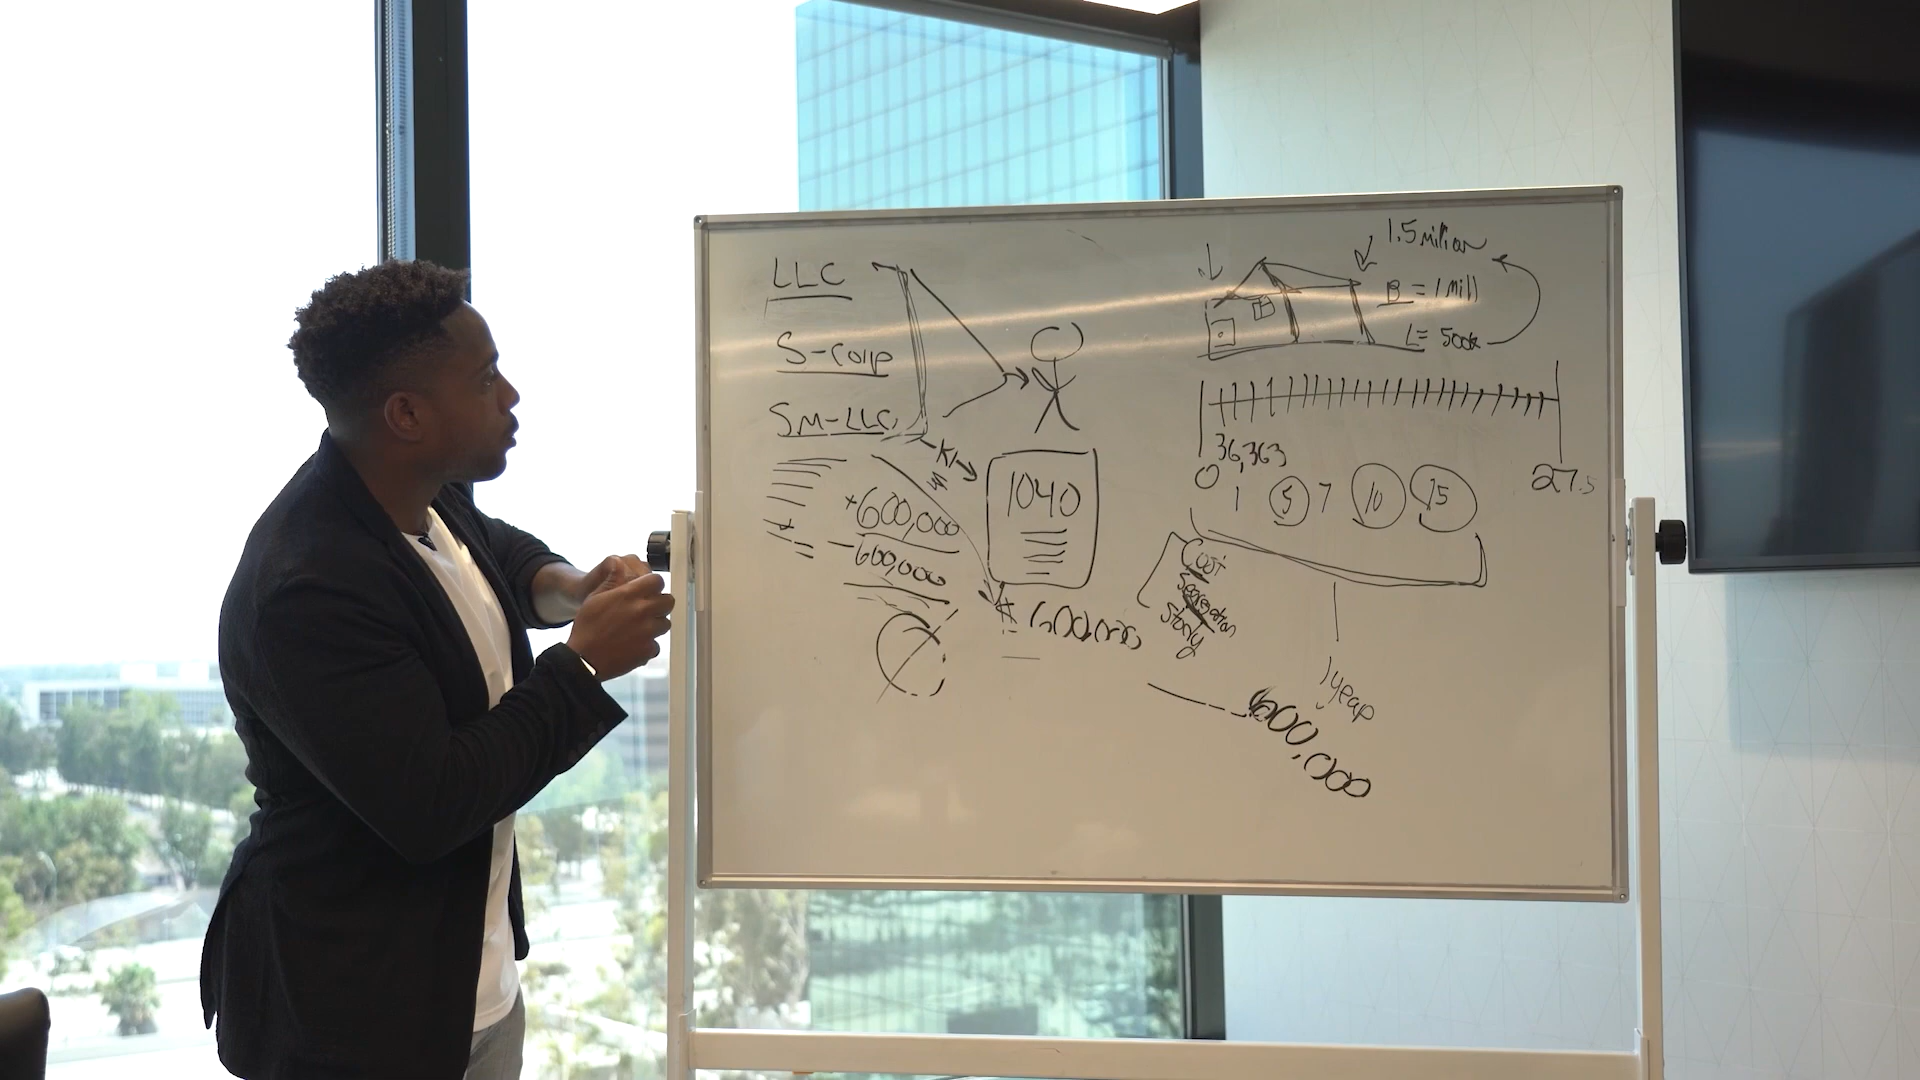 LLC
S-corp
SM-LLC
K1
1040
+600,000
-600,000
600,000
1.5 million
B = 1 Mill
L = 500k
36,363
0 1 5 7 10 15 27.5
Cost
Segregation
Study
1 year
600,000